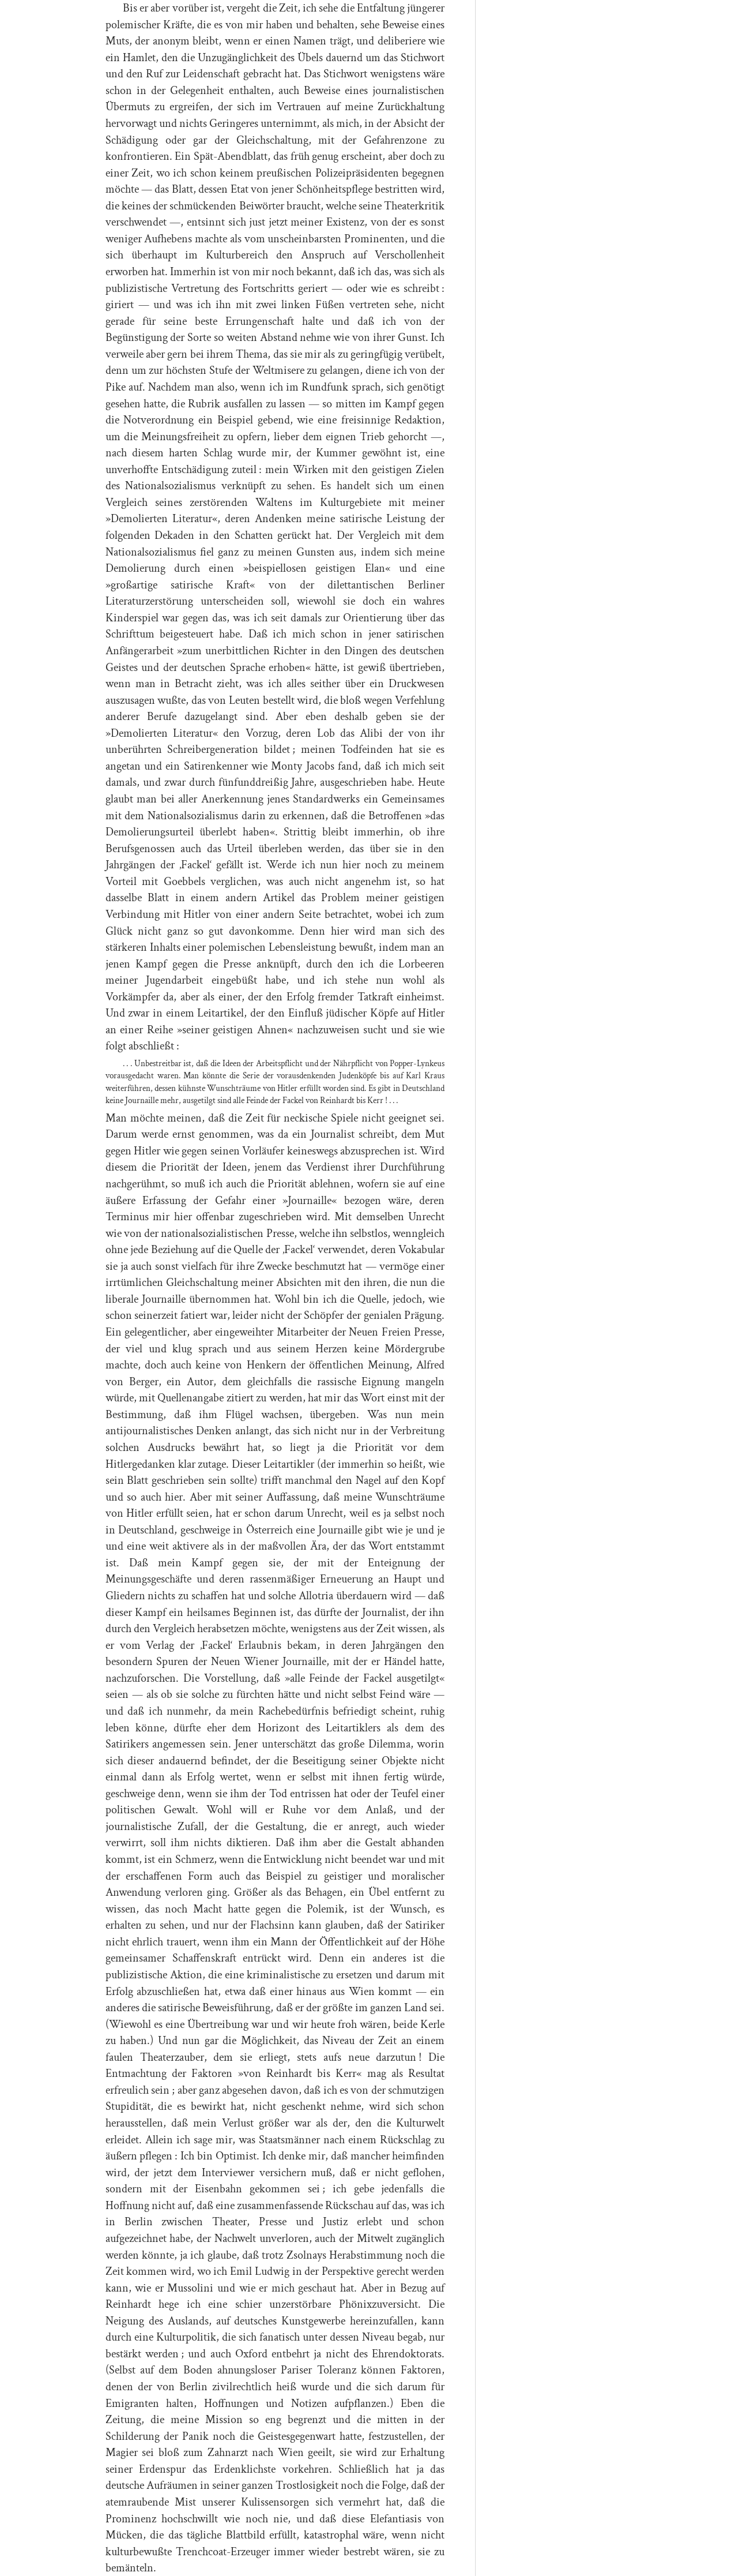 Bis er aber vorüber ist, vergeht die Zeit, ich sehe die Entfaltung jüngerer
polemischer Kräfte, die es von mir haben und behalten, sehe Beweise eines
Muts, der anonym bleibt, wenn er einen Namen trägt, und deliberiere wie
ein Hamlet, den die Unzugänglichkeit des Übels dauernd um das Stichwort
und den Ruf zur Leidenschaft gebracht hat. Das Stichwort wenigstens wäre
schon in der Gelegenheit enthalten, auch Beweise eines journalistischen
Übermuts zu ergreifen, der sich im Vertrauen auf meine Zurückhaltung
hervorwagt und nichts Geringeres unternimmt, als mich, in der Absicht der
Schädigung oder gar der Gleichschaltung, mit der Gefahrenzone zu
konfrontieren. Ein Spät-Abendblatt, das früh genug erscheint, aber doch zu
einer Zeit, wo ich schon keinem preußischen Polizeipräsidenten begegnen
möchte — das Blatt, dessen Etat von jener Schönheitspflege bestritten wird,
die keines der schmückenden Beiwörter braucht, welche seine Theaterkritik
verschwendet —, entsinnt sich just jetzt meiner Existenz, von der es sonst
weniger Aufhebens machte als vom unscheinbarsten Prominenten, und die
sich überhaupt im Kulturbereich den Anspruch auf Verschollenheit
erworben hat. Immerhin ist von mir noch bekannt, daß ich das, was sich als
publizistische Vertretung des Fortschritts geriert — oder wie es schreibt :
giriert — und was ich ihn mit zwei linken Füßen vertreten sehe, nicht
gerade für seine beste Errungenschaft halte und daß ich von der
Begünstigung der Sorte so weiten Abstand nehme wie von ihrer Gunst. Ich
verweile aber gern bei ihrem Thema, das sie mir als zu geringfügig verübelt,
denn um zur höchsten Stufe der Weltmisere zu gelangen, diene ich von der
Pike auf. Nachdem man also, wenn ich im Rundfunk sprach, sich genötigt
gesehen hatte, die Rubrik ausfallen zu lassen — so mitten im Kampf gegen
die Notverordnung ein Beispiel gebend, wie eine freisinnige Redaktion,
um die Meinungsfreiheit zu opfern, lieber dem eignen Trieb gehorcht —,
nach diesem harten Schlag wurde mir, der Kummer gewöhnt ist, eine
unverhoffte Entschädigung zuteil : mein Wirken mit den geistigen Zielen
des Nationalsozialismus verknüpft zu sehen. Es handelt sich um einen
Vergleich seines zerstörenden Waltens im Kulturgebiete mit meiner
»Demolierten Literatur«, deren Andenken meine satirische Leistung der
folgenden Dekaden in den Schatten gerückt hat. Der Vergleich mit dem
Nationalsozialismus fiel ganz zu meinen Gunsten aus, indem sich meine
Demolierung durch einen »beispiellosen geistigen Elan« und eine
»großartige satirische Kraft« von der dilettantischen Berliner
Literaturzerstörung unterscheiden soll, wiewohl sie doch ein wahres
Kinderspiel war gegen das, was ich seit damals zur Orientierung über das
Schrifttum beigesteuert habe. Daß ich mich schon in jener satirischen
Anfängerarbeit »zum unerbittlichen Richter in den Dingen des deutschen
Geistes und der deutschen Sprache erhoben« hätte, ist gewiß übertrieben,
wenn man in Betracht zieht, was ich alles seither über ein Druckwesen
auszusagen wußte, das von Leuten bestellt wird, die bloß wegen Verfehlung
anderer Berufe dazugelangt sind. Aber eben deshalb geben sie der
»Demolierten Literatur« den Vorzug, deren Lob das Alibi der von ihr
unberührten Schreibergeneration bildet ; meinen Todfeinden hat sie es
angetan und ein Satirenkenner wie Monty Jacobs fand, daß ich mich seit
damals, und zwar durch fünfunddreißig Jahre, ausgeschrieben habe. Heute
glaubt man bei aller Anerkennung jenes Standardwerks ein Gemeinsames
mit dem Nationalsozialismus darin zu erkennen, daß die Betroffenen »das
Demolierungsurteil überlebt haben«. Strittig bleibt immerhin, ob ihre
Berufsgenossen auch das Urteil überleben werden, das über sie in den
Jahrgängen der ‚Fackel‘ gefällt ist. Werde ich nun hier noch zu meinem
Vorteil mit Goebbels verglichen, was auch nicht angenehm ist, so hat
dasselbe Blatt in einem andern Artikel das Problem meiner geistigen
Verbindung mit Hitler von einer andern Seite betrachtet, wobei ich zum
Glück nicht ganz so gut davonkomme. Denn hier wird man sich des
stärkeren Inhalts einer polemischen Lebensleistung bewußt, indem man an
jenen Kampf gegen die Presse anknüpft, durch den ich die Lorbeeren
meiner Jugendarbeit eingebüßt habe, und ich stehe nun wohl als
Vorkämpfer da, aber als einer, der den Erfolg fremder Tatkraft einheimst.
Und zwar in einem Leitartikel, der den Einfluß jüdischer Köpfe auf Hitler
an einer Reihe »seiner geistigen Ahnen« nachzuweisen sucht und sie wie
folgt abschließt :
. . . Unbestreitbar ist, daß die Ideen der Arbeitspflicht und der Nährpflicht von Popper-Lynkeus
vorausgedacht waren. Man könnte die Serie der vorausdenkenden Judenköpfe bis auf Karl Kraus
weiterführen, dessen kühnste Wunschträume von Hitler erfüllt worden sind. Es gibt in Deutschland
keine Journaille mehr, ausgetilgt sind alle Feinde der Fackel von Reinhardt bis Kerr ! . . .
Man möchte meinen, daß die Zeit für neckische Spiele nicht geeignet sei.
Darum werde ernst genommen, was da ein Journalist schreibt, dem Mut
gegen Hitler wie gegen seinen Vorläufer keineswegs abzusprechen ist. Wird
diesem die Priorität der Ideen, jenem das Verdienst ihrer Durchführung
nachgerühmt, so muß ich auch die Priorität ablehnen, wofern sie auf eine
äußere Erfassung der Gefahr einer »Journaille« bezogen wäre, deren
Terminus mir hier offenbar zugeschrieben wird. Mit demselben Unrecht
wie von der nationalsozialistischen Presse, welche ihn selbstlos, wenngleich
ohne jede Beziehung auf die Quelle der ‚Fackel‘ verwendet, deren Vokabular
sie ja auch sonst vielfach für ihre Zwecke beschmutzt hat — vermöge einer
irrtümlichen Gleichschaltung meiner Absichten mit den ihren, die nun die
liberale Journaille übernommen hat. Wohl bin ich die Quelle, jedoch, wie
schon seinerzeit fatiert war, leider nicht der Schöpfer der genialen Prägung.
Ein gelegentlicher, aber eingeweihter Mitarbeiter der Neuen Freien Presse,
der viel und klug sprach und aus seinem Herzen keine Mördergrube
machte, doch auch keine von Henkern der öffentlichen Meinung, Alfred
von Berger, ein Autor, dem gleichfalls die rassische Eignung mangeln
würde, mit Quellenangabe zitiert zu werden, hat mir das Wort einst mit der
Bestimmung, daß ihm Flügel wachsen, übergeben. Was nun mein
antijournalistisches Denken anlangt, das sich nicht nur in der Verbreitung
solchen Ausdrucks bewährt hat, so liegt ja die Priorität vor dem
Hitlergedanken klar zutage. Dieser Leitartikler (der immerhin so heißt, wie
sein Blatt geschrieben sein sollte) trifft manchmal den Nagel auf den Kopf
und so auch hier. Aber mit seiner Auffassung, daß meine Wunschträume
von Hitler erfüllt seien, hat er schon darum Unrecht, weil es ja selbst noch
in Deutschland, geschweige in Österreich eine Journaille gibt wie je und je
und eine weit aktivere als in der maßvollen Ära, der das Wort entstammt
ist. Daß mein Kampf gegen sie, der mit der Enteignung der
Meinungsgeschäfte und deren rassenmäßiger Erneuerung an Haupt und
Gliedern nichts zu schaffen hat und solche Allotria überdauern wird — daß
dieser Kampf ein heilsames Beginnen ist, das dürfte der Journalist, der ihn
durch den Vergleich herabsetzen möchte, wenigstens aus der Zeit wissen, als
er vom Verlag der ‚Fackel‘ Erlaubnis bekam, in deren Jahrgängen den
besondern Spuren der Neuen Wiener Journaille, mit der er Händel hatte,
nachzuforschen. Die Vorstellung, daß »alle Feinde der Fackel ausgetilgt«
seien — als ob sie solche zu fürchten hätte und nicht selbst Feind wäre —
und daß ich nunmehr, da mein Rachebedürfnis befriedigt scheint, ruhig
leben könne, dürfte eher dem Horizont des Leitartiklers als dem des
Satirikers angemessen sein. Jener unterschätzt das große Dilemma, worin
sich dieser andauernd befindet, der die Beseitigung seiner Objekte nicht
einmal dann als Erfolg wertet, wenn er selbst mit ihnen fertig würde,
geschweige denn, wenn sie ihm der Tod entrissen hat oder der Teufel einer
politischen Gewalt. Wohl will er Ruhe vor dem Anlaß, und der
journalistische Zufall, der die Gestaltung, die er anregt, auch wieder
verwirrt, soll ihm nichts diktieren. Daß ihm aber die Gestalt abhanden
kommt, ist ein Schmerz, wenn die Entwicklung nicht beendet war und mit
der erschaffenen Form auch das Beispiel zu geistiger und moralischer
Anwendung verloren ging. Größer als das Behagen, ein Übel entfernt zu
wissen, das noch Macht hatte gegen die Polemik, ist der Wunsch, es
erhalten zu sehen, und nur der Flachsinn kann glauben, daß der Satiriker
nicht ehrlich trauert, wenn ihm ein Mann der Öffentlichkeit auf der Höhe
gemeinsamer Schaffenskraft entrückt wird. Denn ein anderes ist die
publizistische Aktion, die eine kriminalistische zu ersetzen und darum mit
Erfolg abzuschließen hat, etwa daß einer hinaus aus Wien kommt — ein
anderes die satirische Beweisführung, daß er der größte im ganzen Land sei.
(Wiewohl es eine Übertreibung war und wir heute froh wären, beide Kerle
zu haben.) Und nun gar die Möglichkeit, das Niveau der Zeit an einem
faulen Theaterzauber, dem sie erliegt, stets aufs neue darzutun ! Die
Entmachtung der Faktoren »von Reinhardt bis Kerr« mag als Resultat
erfreulich sein ; aber ganz abgesehen davon, daß ich es von der schmutzigen
Stupidität, die es bewirkt hat, nicht geschenkt nehme, wird sich schon
herausstellen, daß mein Verlust größer war als der, den die Kulturwelt
erleidet. Allein ich sage mir, was Staatsmänner nach einem Rückschlag zu
äußern pflegen : Ich bin Optimist. Ich denke mir, daß mancher heimfinden
wird, der jetzt dem Interviewer versichern muß, daß er nicht geflohen,
sondern mit der Eisenbahn gekommen sei ; ich gebe jedenfalls die
Hoffnung nicht auf, daß eine zusammenfassende Rückschau auf das, was ich
in Berlin zwischen Theater, Presse und Justiz erlebt und schon
aufgezeichnet habe, der Nachwelt unverloren, auch der Mitwelt zugänglich
werden könnte, ja ich glaube, daß trotz Zsolnays Herabstimmung noch die
Zeit kommen wird, wo ich Emil Ludwig in der Perspektive gerecht werden
kann, wie er Mussolini und wie er mich geschaut hat. Aber in Bezug auf
Reinhardt hege ich eine schier unzerstörbare Phönixzuversicht. Die
Neigung des Auslands, auf deutsches Kunstgewerbe hereinzufallen, kann
durch eine Kulturpolitik, die sich fanatisch unter dessen Niveau begab, nur
bestärkt werden ; und auch Oxford entbehrt ja nicht des Ehrendoktorats.
(Selbst auf dem Boden ahnungsloser Pariser Toleranz können Faktoren,
denen der von Berlin zivilrechtlich heiß wurde und die sich darum für
Emigranten halten, Hoffnungen und Notizen aufpflanzen.) Eben die
Zeitung, die meine Mission so eng begrenzt und die mitten in der
Schilderung der Panik noch die Geistesgegenwart hatte, festzustellen, der
Magier sei bloß zum Zahnarzt nach Wien geeilt, sie wird zur Erhaltung
seiner Erdenspur das Erdenklichste vorkehren. Schließlich hat ja das
deutsche Aufräumen in seiner ganzen Trostlosigkeit noch die Folge, daß der
atemraubende Mist unserer Kulissensorgen sich vermehrt hat, daß die
Prominenz hochschwillt wie noch nie, und daß diese Elefantiasis von
Mücken, die das tägliche Blattbild erfüllt, katastrophal wäre, wenn nicht
kulturbewußte Trenchcoat-Erzeuger immer wieder bestrebt wären, sie zu
bemänteln.